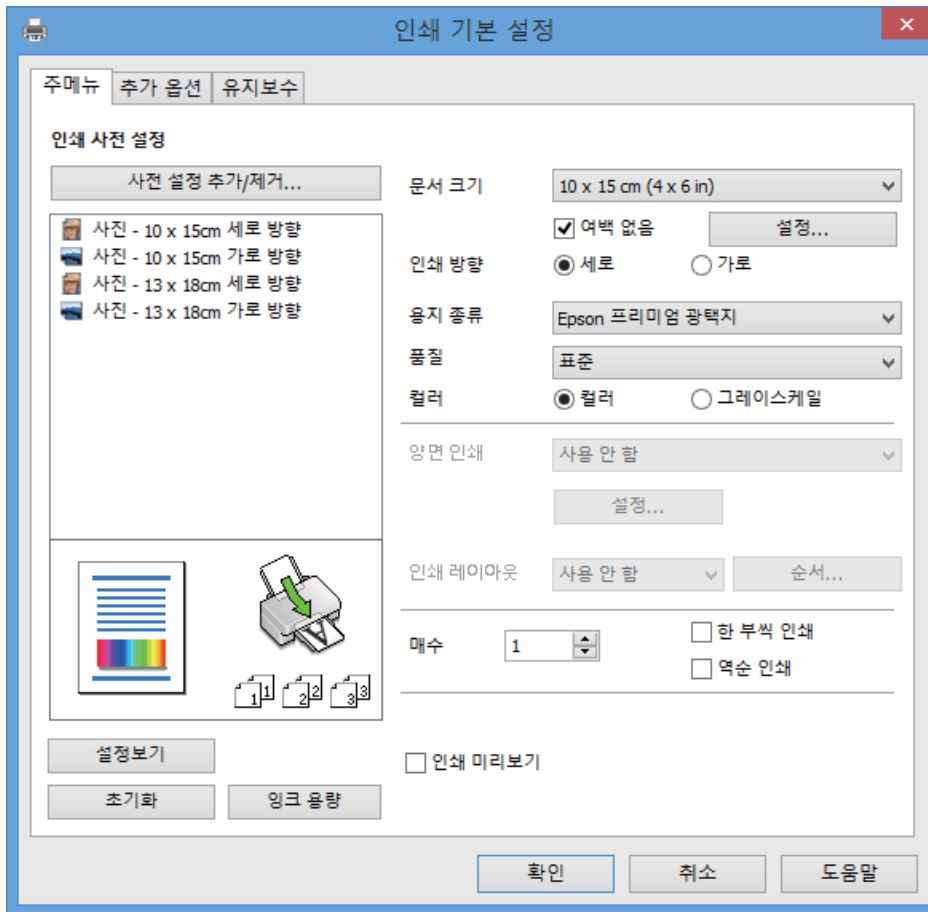 인쇄 기본 설정
주메뉴 추가 옵션 유지보수
인쇄 사전 설정
사전 설정 추가/제거...
사진 - 10 x 15cm 세로 방향
사진 - 10 x 15cm 가로 방향
사진 - 13 x 18cm 세로 방향
사진 - 13 x 18cm 가로 방향
1 1 2 2 3 3
설정보기
초기화 잉크 용량
문서 크기 10 x 15 cm (4 x 6 in)
여백 없음 설정...
인쇄 방향 세로 가로
용지 종류 Epson 프리미엄 광택지
품질 표준
컬러 컬러 그레이스케일
양면 인쇄 사용 안 함
설정...
인쇄 레이아웃 사용 안 함 순서...
매수 1 한 부씩 인쇄
역순 인쇄
인쇄 미리보기
확인 취소 도움말